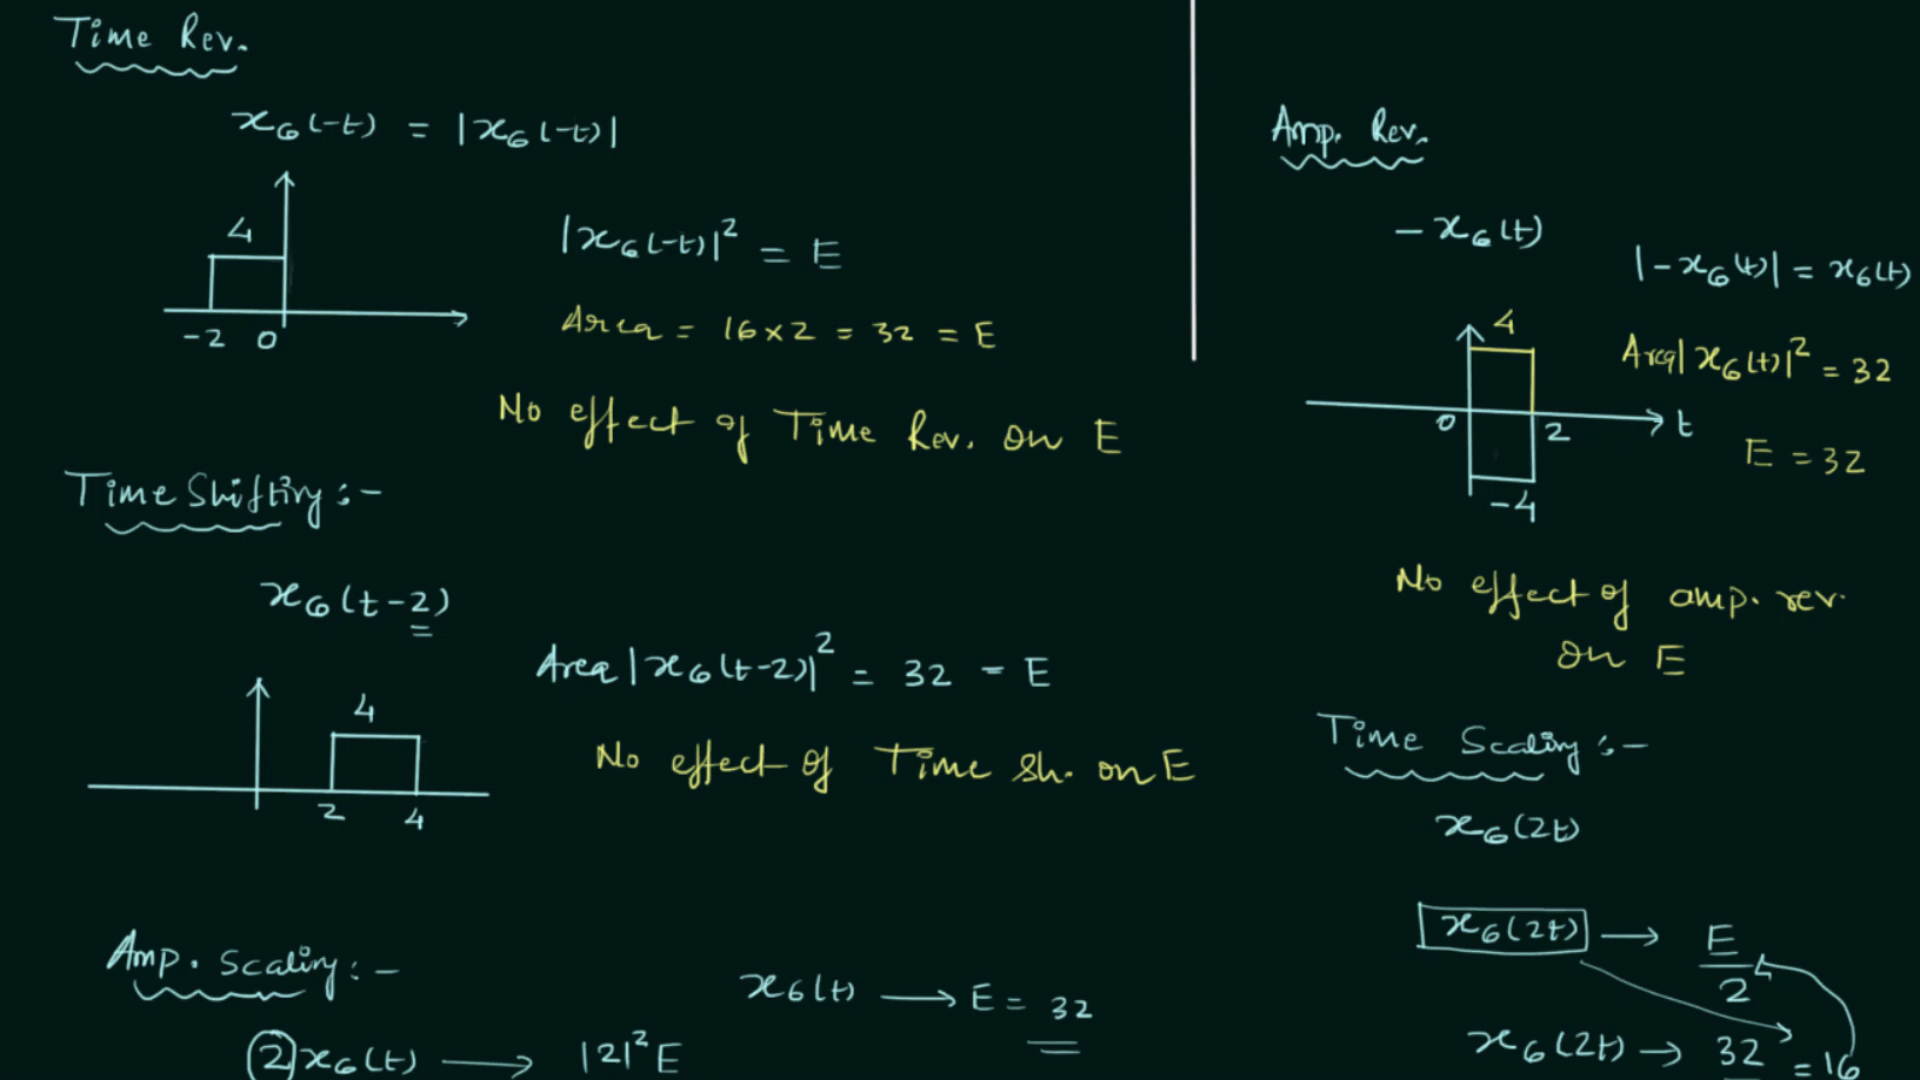 Time Rev.
x₆(-t) = |x₆(-t)|
4
-2 0
|x₆(-t)|² = E
Area = 16×2 = 32 = E
No effect of Time Rev. on E
Time Shifting :-
x₆(t-2)
4
2 4
Area |x₆(t-2)|² = 32 - E
No effect of Time Sh. on E
Amp. Scaling :-
x₆(t) → E = 32
2 x₆(t) → |2|² E
Amp. Rev.
-x₆(t)
|-x₆(t)| = x₆(t)
4
0 2 t
-4
Area |x₆(t)|² = 32
E = 32
No effect of amp. rev.
on E
Time Scaling :-
x₆(2t)
x₆(2t) → E/2
x₆(2t) → 32 = 16